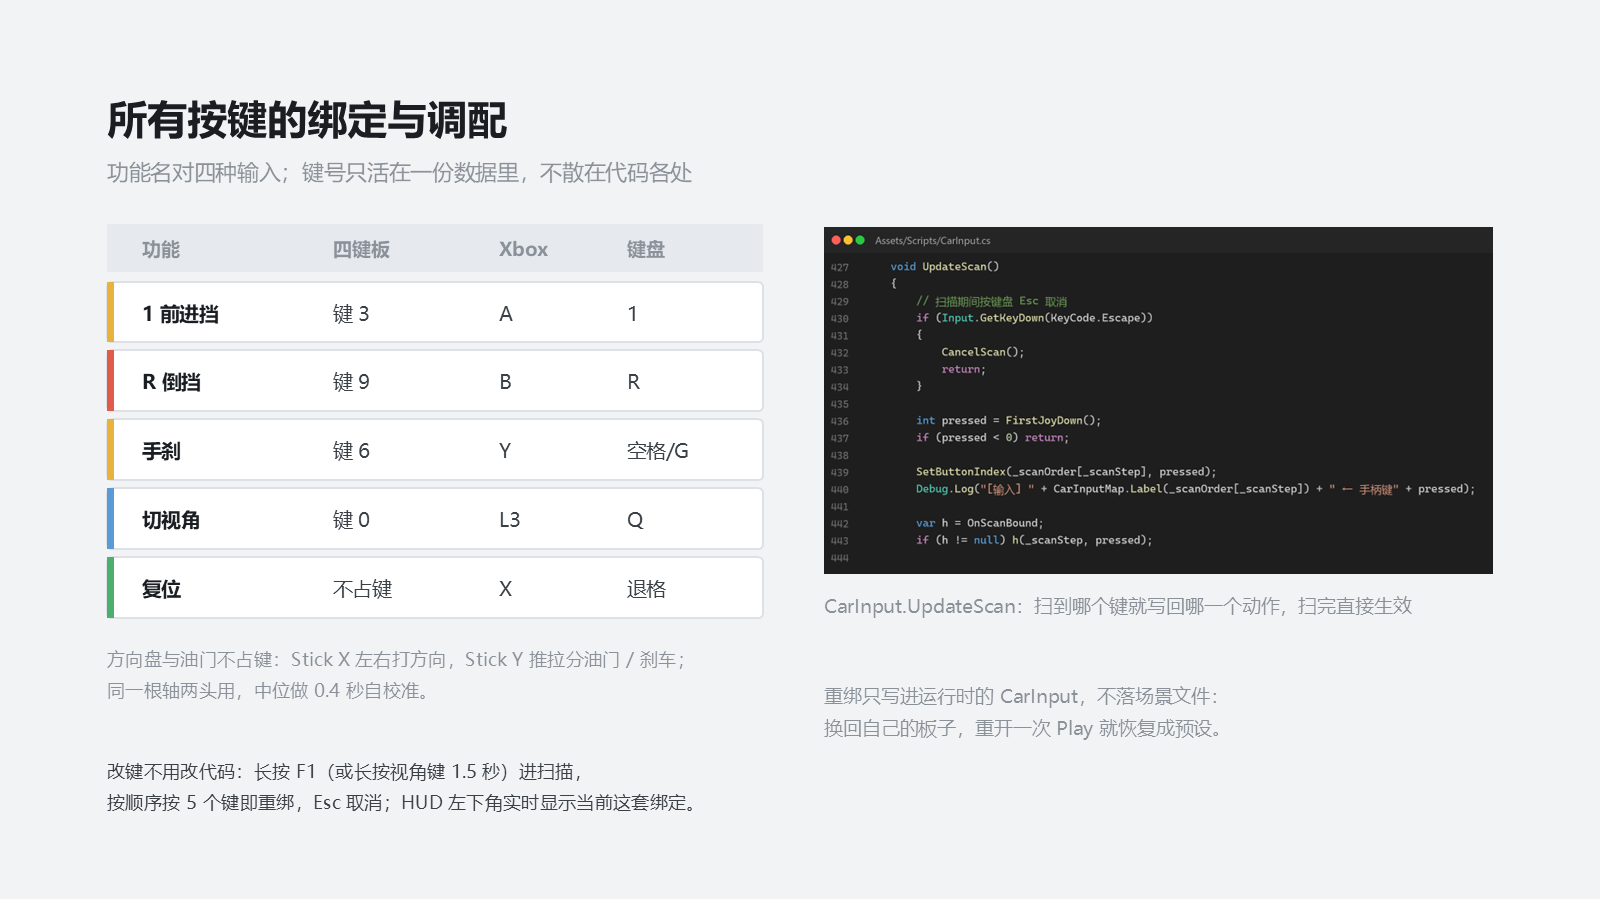 所有按键的绑定与调配
功能名对四种输入；键号只活在一份数据里，不散在代码各处
功能 四键板 Xbox 键盘
1 前进挡 键 3 A 1
R 倒挡 键 9 B R
手刹 键 6 Y 空格/G
切视角 键 0 L3 Q
复位 不占键 X 退格
方向盘与油门不占键：Stick X 左右打方向，Stick Y 推拉分油门 / 刹车；
同一根轴两头用，中位做 0.4 秒自校准。
改键不用改代码：长按 F1（或长按视角键 1.5 秒）进扫描，
按顺序按 5 个键即重绑，Esc 取消；HUD 左下角实时显示当前这套绑定。
Assets/Scripts/CarInput.cs
427 void UpdateScan()
428 {
429 // 扫描期间按键盘 Esc 取消
430 if (Input.GetKeyDown(KeyCode.Escape))
431 {
432 CancelScan();
433 return;
434 }
435
436 int pressed = FirstJoyDown();
437 if (pressed < 0) return;
438
439 SetButtonIndex(_scanOrder[_scanStep], pressed);
440 Debug.Log("[输入] " + CarInputMap.Label(_scanOrder[_scanStep]) + " ← 手柄键" + pressed);
441
442 var h = OnScanBound;
443 if (h != null) h(_scanStep, pressed);
444
CarInput.UpdateScan：扫到哪个键就写回哪一个动作，扫完直接生效
重绑只写进运行时的 CarInput，不落场景文件：
换回自己的板子，重开一次 Play 就恢复成预设。